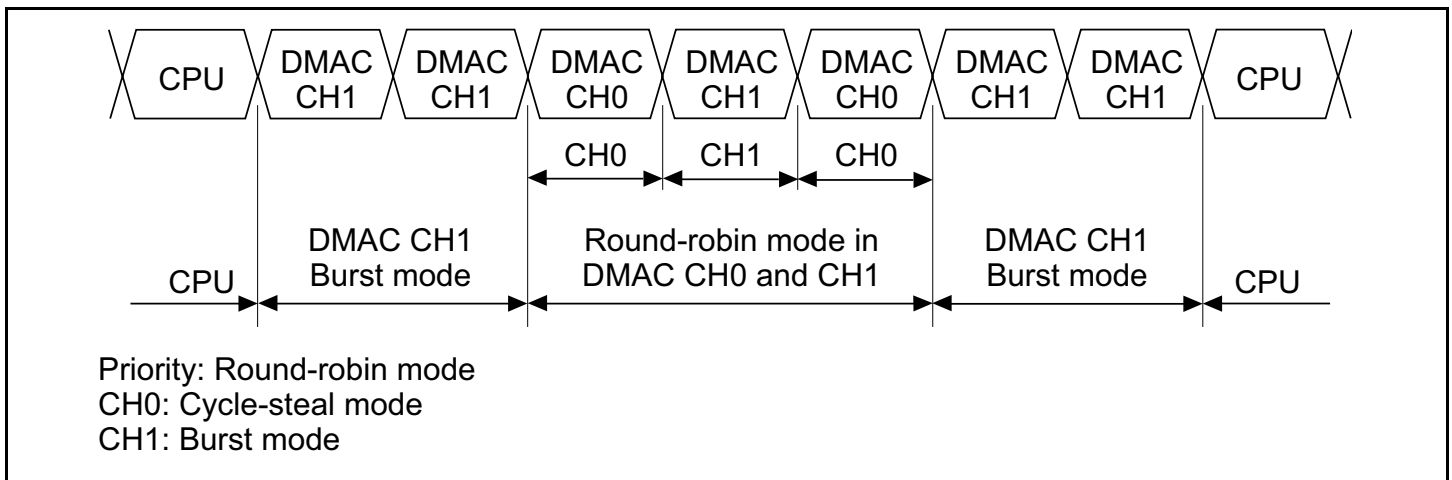 CPU
DMAC
CH1
DMAC
CH1
DMAC
CH0
DMAC
CH1
DMAC
CH0
DMAC
CH1
DMAC
CH1
CPU
CH0
CH1
CH0
CPU
DMAC CH1
Burst mode
Round-robin mode in
DMAC CH0 and CH1
DMAC CH1
Burst mode
CPU
Priority: Round-robin mode
CH0: Cycle-steal mode
CH1: Burst mode